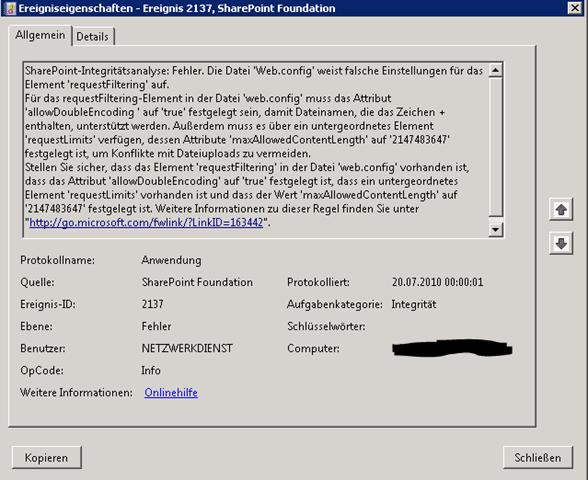 Ereigniseigenschaften - Ereignis 2137, SharePoint Foundation
Allgemein Details
SharePoint-Integritätsanalyse: Fehler. Die Datei 'Web.config' weist falsche Einstellungen für das
Element 'requestFiltering' auf.
Für das requestFiltering-Element in der Datei 'web.config' muss das Attribut
'allowDoubleEncoding ' auf 'true' festgelegt sein, damit Dateinamen, die das Zeichen +
enthalten, unterstützt werden. Außerdem muss es über ein untergeordnetes Element
'requestLimits' verfügen, dessen Attribute 'maxAllowedContentLength' auf '2147483647'
festgelegt ist, um Konflikte mit Dateiuploads zu vermeiden.
Stellen Sie sicher, dass das Element 'requestFiltering' in der Datei 'web.config' vorhanden ist,
dass das Attribut 'allowDoubleEncoding' auf 'true' festgelegt ist, dass ein untergeordnetes
Element 'requestLimits' vorhanden ist und dass der Wert 'maxAllowedContentLength' auf
'2147483647' festgelegt ist. Weitere Informationen zu dieser Regel finden Sie unter
"http://go.microsoft.com/fwlink/?LinkID=163442".
Protokollname: Anwendung
Quelle: SharePoint Foundation Protokolliert: 20.07.2010 00:00:01
Ereignis-ID: 2137 Aufgabenkategorie: Integrität
Ebene: Fehler Schlüsselwörter:
Benutzer: NETZWERKDIENST Computer:
OpCode: Info
Weitere Informationen: Onlinehilfe
Kopieren Schließen